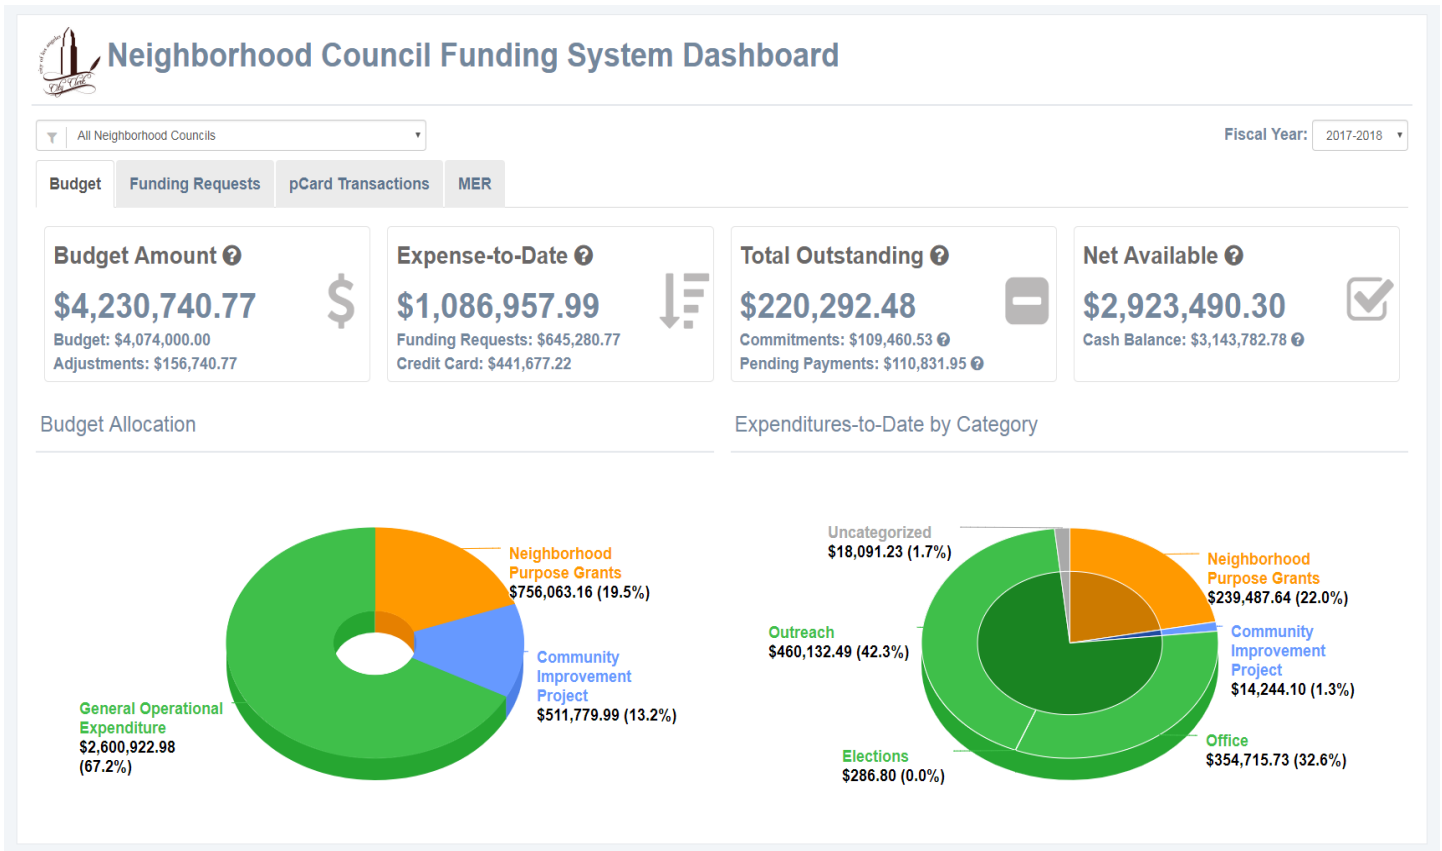 city of los angeles
City Clerk
Neighborhood Council Funding System Dashboard
All Neighborhood Councils
Fiscal Year: 2017-2018
Budget Funding Requests pCard Transactions MER
Budget Amount ?
$4,230,740.77
Budget: $4,074,000.00
Adjustments: $156,740.77
$
Expense-to-Date ?
$1,086,957.99
Funding Requests: $645,280.77
Credit Card: $441,677.22
Total Outstanding ?
$220,292.48
Commitments: $109,460.53 ?
Pending Payments: $110,831.95 ?
Net Available ?
$2,923,490.30
Cash Balance: $3,143,782.78 ?
Budget Allocation
Neighborhood
Purpose Grants
$756,063.16 (19.5%)
Community
Improvement
Project
$511,779.99 (13.2%)
General Operational
Expenditure
$2,600,922.98
(67.2%)
Expenditures-to-Date by Category
Uncategorized
$18,091.23 (1.7%)
Neighborhood
Purpose Grants
$239,487.64 (22.0%)
Outreach
$460,132.49 (42.3%)
Community
Improvement
Project
$14,244.10 (1.3%)
Office
$354,715.73 (32.6%)
Elections
$286.80 (0.0%)